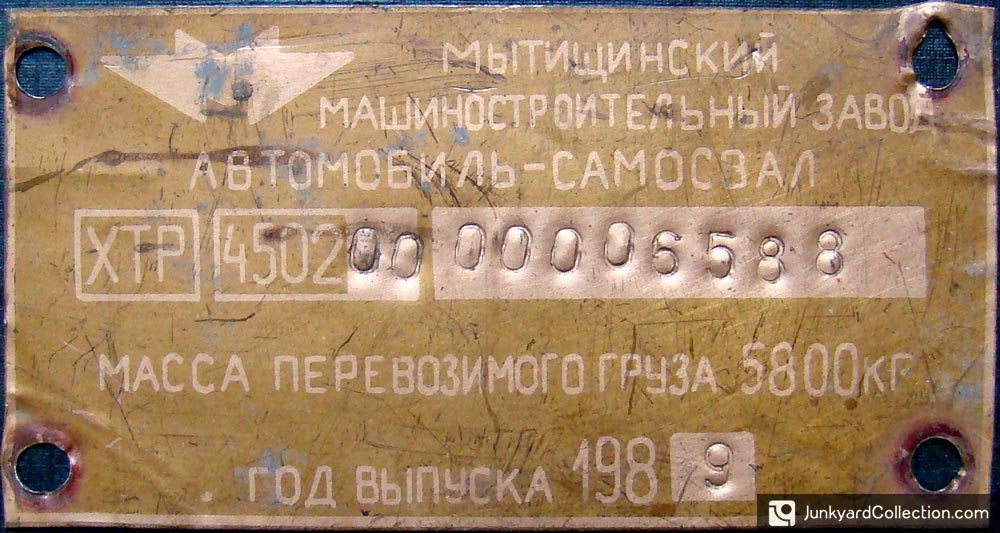 МЫТИЩИНСКИЙ
МАШИНОСТРОИТЕЛЬНЫЙ ЗАВОД
АВТОМОБИЛЬ-САМОСВАЛ
ХТР 450200 00006588
МАССА ПЕРЕВОЗИМОГО ГРУЗА 5800КГ
ГОД ВЫПУСКА 1989
JunkyardCollection.com